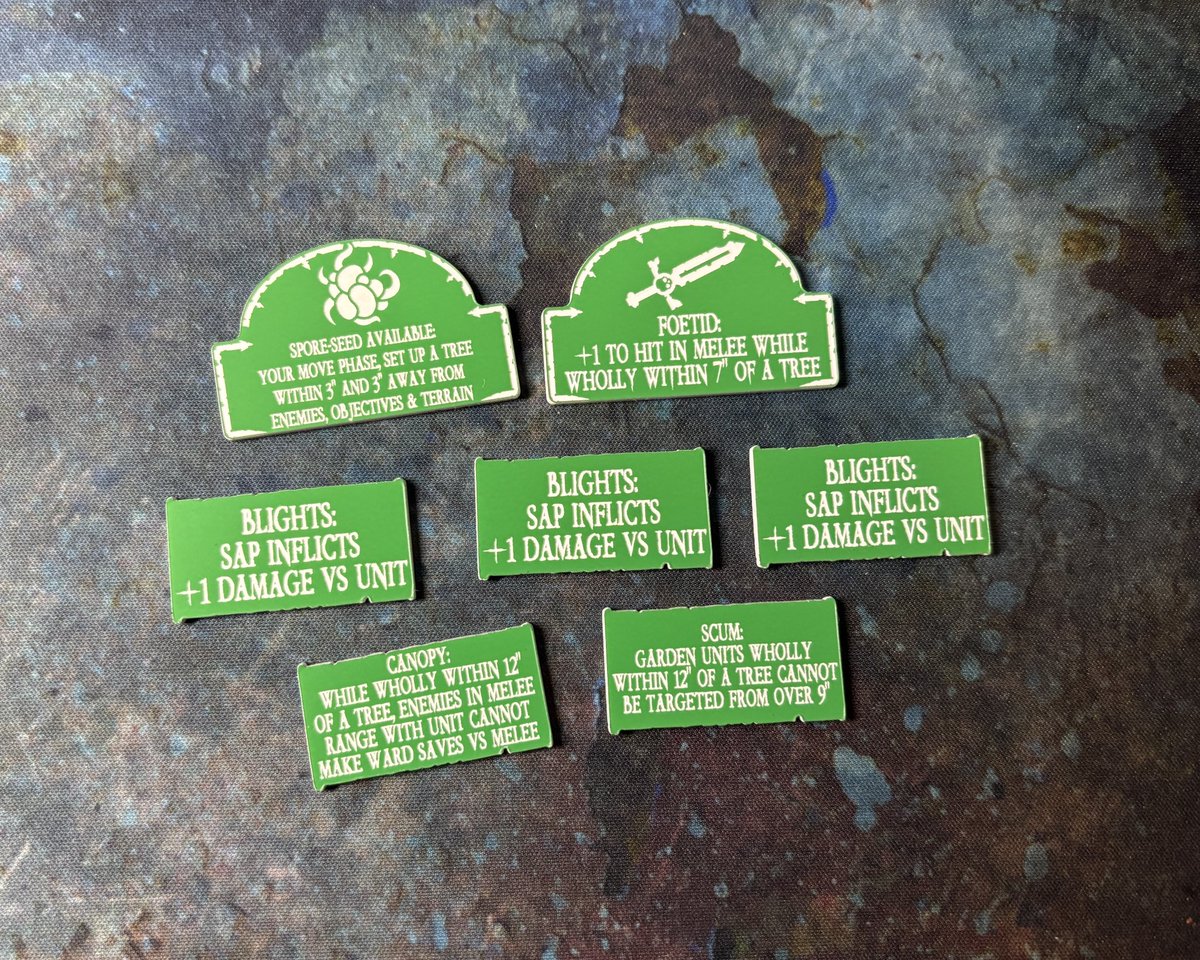 SPORE-SEED AVAILABLE:
YOUR MOVE PHASE, SET UP A TREE
WITHIN 3" AND 3" AWAY FROM
ENEMIES, OBJECTIVES & TERRAIN
FOETID:
+1 TO HIT IN MELEE WHILE
WHOLLY WITHIN 7" OF A TREE
BLIGHTS:
SAP INFLICTS
+1 DAMAGE VS UNIT
BLIGHTS:
SAP INFLICTS
+1 DAMAGE VS UNIT
BLIGHTS:
SAP INFLICTS
+1 DAMAGE VS UNIT
CANOPY:
WHILE WHOLLY WITHIN 12"
OF A TREE, ENEMIES IN MELEE
RANGE WITH UNIT CANNOT
MAKE WARD SAVES VS MELEE
SCUM:
GARDEN UNITS WHOLLY
WITHIN 12" OF A TREE CANNOT
BE TARGETED FROM OVER 9"